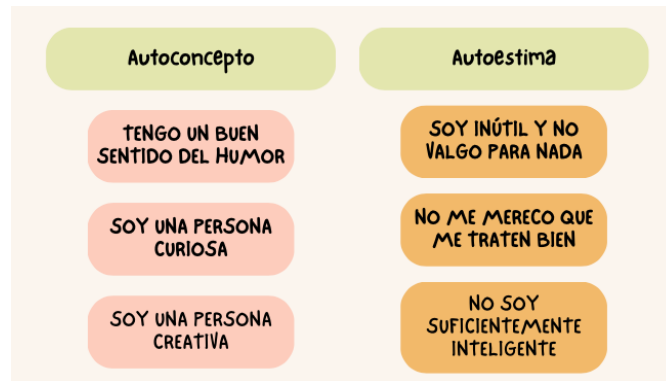 Autoconcepto
TENGO UN BUEN
SENTIDO DEL HUMOR
SOY UNA PERSONA
CURIOSA
SOY UNA PERSONA
CREATIVA
Autoestima
SOY INÚTIL Y NO
VALGO PARA NADA
NO ME MERECO QUE
ME TRATEN BIEN
NO SOY
SUFICIENTEMENTE
INTELIGENTE